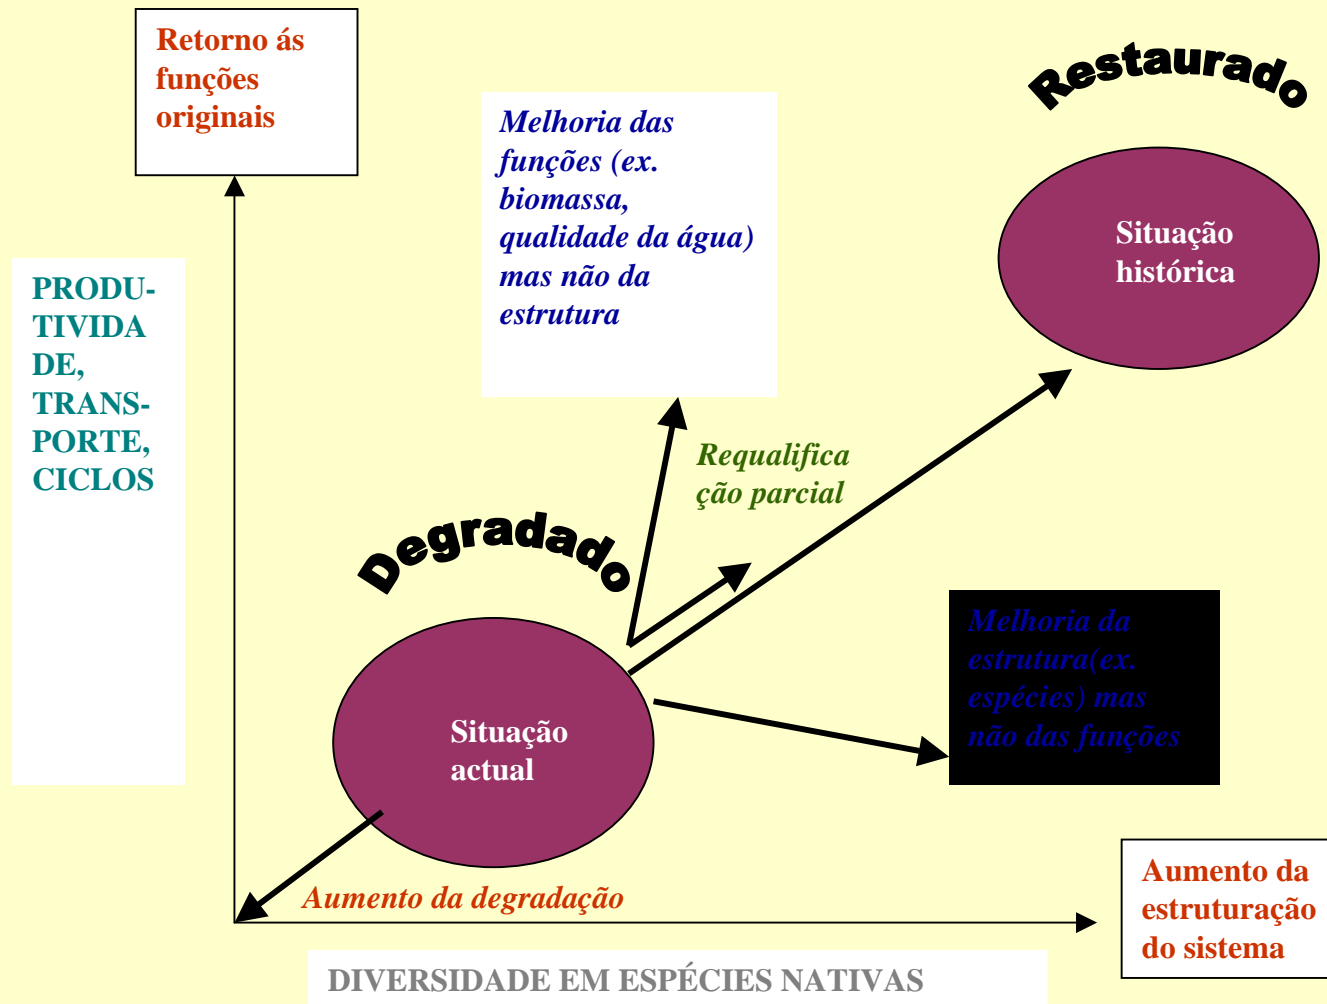 Retorno ás
funções
originais
Restaurado
Melhoria das
funções (ex.
biomassa,
qualidade da água)
mas não da
estrutura
Situação
histórica
PRODU-
TIVIDA
DE,
TRANS-
PORTE,
CICLOS
Requalifica
ção parcial
Degradado
Melhoria da
estrutura(ex.
espécies) mas
não das funções
Situação
actual
Aumento da degradação
Aumento da
estruturação
do sistema
DIVERSIDADE EM ESPÉCIES NATIVAS